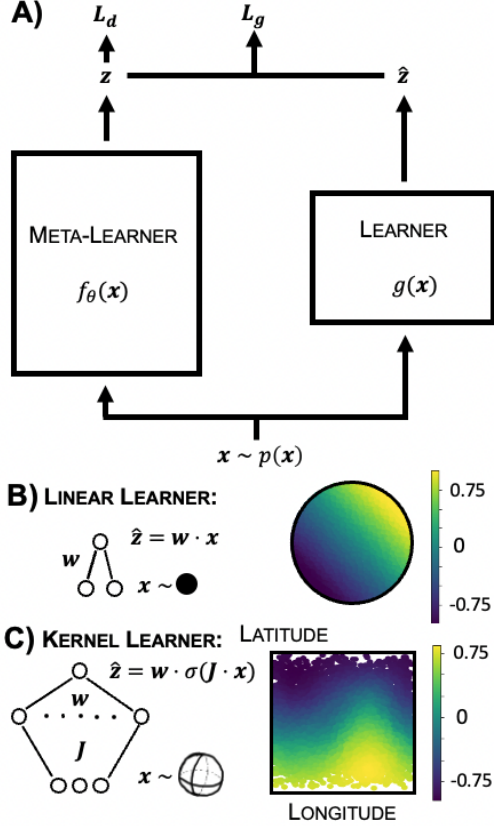 A)
L_d L_g
z ẑ
META-LEARNER
f_θ(x)
LEARNER
g(x)
x ~ p(x)
B) LINEAR LEARNER:
ẑ = w · x
w
x ~
0.75
0
-0.75
C) KERNEL LEARNER:
ẑ = w · σ(J · x)
w
J
x ~
LATITUDE
LONGITUDE
0.75
0
-0.75